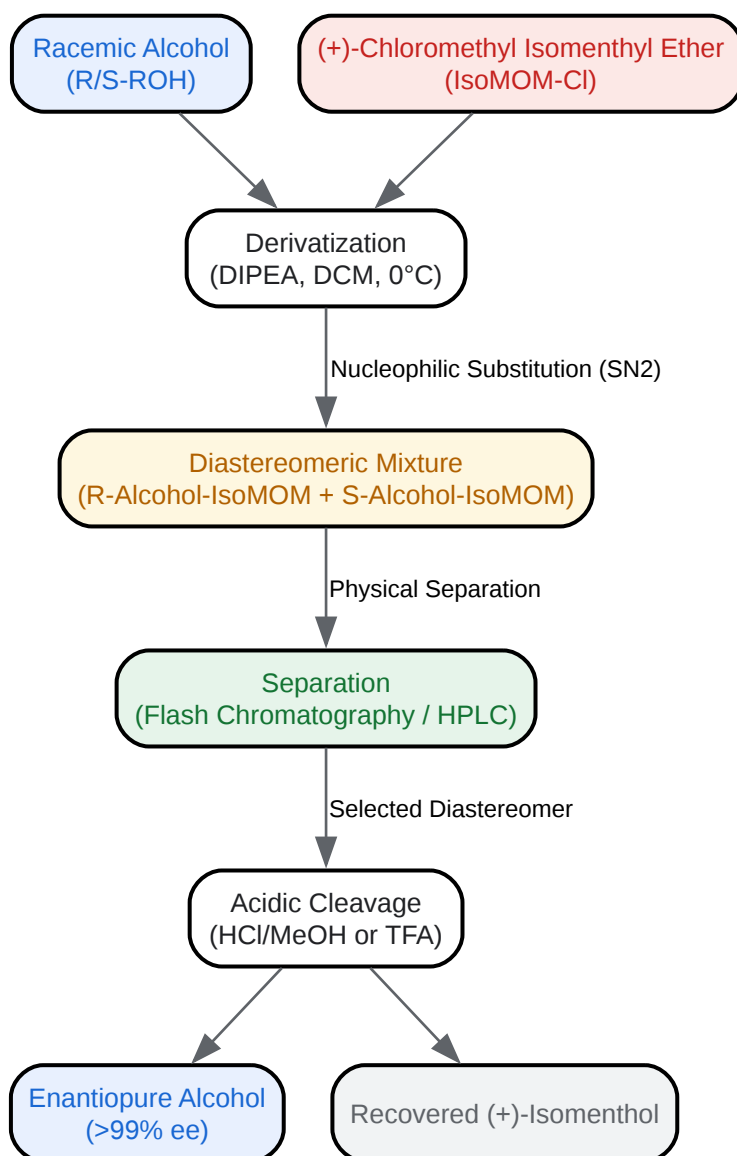 Racemic Alcohol
(R/S-ROH)
(+)-Chloromethyl Isomenthyl Ether
(IsoMOM-Cl)
Derivatization
(DIPEA, DCM, 0°C)
Nucleophilic Substitution (SN2)
Diastereomeric Mixture
(R-Alcohol-IsoMOM + S-Alcohol-IsoMOM)
Physical Separation
Separation
(Flash Chromatography / HPLC)
Selected Diastereomer
Acidic Cleavage
(HCl/MeOH or TFA)
Enantiopure Alcohol
(>99% ee)
Recovered (+)-Isomenthol